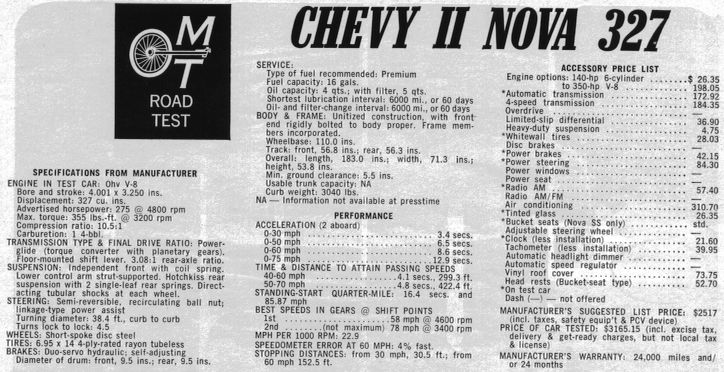 MT
ROAD
TEST
CHEVY II NOVA 327
SPECIFICATIONS FROM MANUFACTURER
ENGINE IN TEST CAR: Ohv V-8
Bore and stroke: 4.001 x 3.250 ins.
Displacement: 327 cu. ins.
Advertised horsepower: 275 @ 4800 rpm
Max. torque: 355 lbs.-ft. @ 3200 rpm
Compression ratio: 10.5:1
Carburetion: 1 4-bbl.
TRANSMISSION TYPE & FINAL DRIVE RATIO: Power-
glide (torque converter with planetary gears).
Floor-mounted shift lever. 3.08:1 rear-axle ratio.
SUSPENSION: Independent front with coil spring.
Lower control arm strut-supported. Hotchkiss rear
suspension with 2 single-leaf rear springs. Direct-
acting tubular shocks at each wheel.
STEERING: Semi-reversible, recirculating ball nut;
linkage-type power assist
Turning diameter: 38.4 ft., curb to curb
Turns lock to lock: 4.5
WHEELS: Short-spoke disc steel
TIRES: 6.95 x 14 4-ply-rated rayon tubeless
BRAKES: Duo-servo hydraulic; self-adjusting
Diameter of drum: front, 9.5 ins.; rear, 9.5 ins.
SERVICE:
Type of fuel recommended: Premium
Fuel capacity: 16 gals.
Oil capacity: 4 qts.; with filter, 5 qts.
Shortest lubrication interval: 6000 mi., or 60 days
Oil- and filter-change interval: 6000 mi., or 60 days
BODY & FRAME: Unitized construction, with front
end rigidly bolted to body proper. Frame mem-
bers incorporated.
Wheelbase: 110.0 ins.
Track: front, 56.8 ins.; rear, 56.3 ins.
Overall: length, 183.0 ins.; width, 71.3 ins.;
height, 53.8 ins.
Min. ground clearance: 5.5 ins.
Usable trunk capacity: NA
Curb weight: 3040 lbs.
NA — Information not available at presstime
PERFORMANCE
ACCELERATION (2 aboard)
0-30 mph 3.4 secs.
0-50 mph 6.5 secs.
0-60 mph 8.6 secs.
0-75 mph 12.9 secs.
TIME & DISTANCE TO ATTAIN PASSING SPEEDS
40-60 mph 4.1 secs., 299.3 ft.
50-70 mph 4.8 secs., 422.4 ft.
STANDING-START QUARTER-MILE: 16.4 secs. and
85.87 mph
BEST SPEEDS IN GEARS @ SHIFT POINTS
1st 58 mph @ 4600 rpm
2nd (not maximum) 78 mph @ 3400 rpm
MPH PER 1000 RPM: 22.9
SPEEDOMETER ERROR AT 60 MPH: 4% fast.
STOPPING DISTANCES: from 30 mph, 30.5 ft.; from
60 mph 152.5 ft.
ACCESSORY PRICE LIST
Engine options: 140-hp 6-cylinder $ 26.35
to 350-hp V-8 198.05
*Automatic transmission 172.92
4-speed transmission 184.35
Overdrive —
Limited-slip differential 36.90
Heavy-duty suspension 4.75
*Whitewall tires 28.03
Disc brakes —
*Power brakes 42.15
*Power steering 84.30
Power windows —
Power seat —
*Radio AM 57.40
Radio AM/FM —
Air conditioning 310.70
*Tinted glass 26.35
*Bucket seats (Nova SS only) std.
Adjustable steering wheel —
*Clock (less installation) 21.60
Tachometer (less installation) 39.95
Automatic headlight dimmer —
Automatic speed regulator —
Vinyl roof cover 73.75
Head rests (Bucket-seat type) 52.70
*On test car
Dash (—) — not offered
MANUFACTURER'S SUGGESTED LIST PRICE: $2517
(incl. taxes, safety equip't & PCV device)
PRICE OF CAR TESTED: $3165.15 (incl. excise tax,
delivery & get-ready charges, but not local tax
& license)
MANUFACTURER'S WARRANTY: 24,000 miles and/
or 24 months